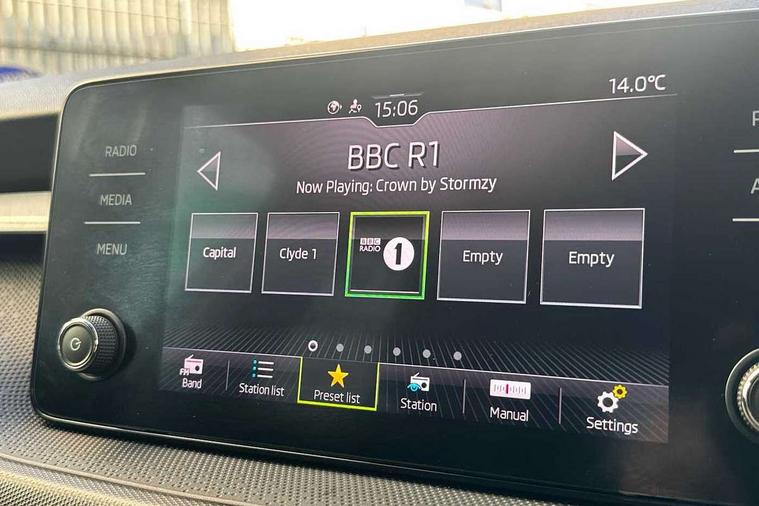 15:06
14.0°C
RADIO
MEDIA
MENU
BBC R1
Now Playing: Crown by Stormzy
Capital
Clyde 1
BBC
RADIO
1
Empty
Empty
FM
Band
Station list
Preset list
Station
Manual
Settings